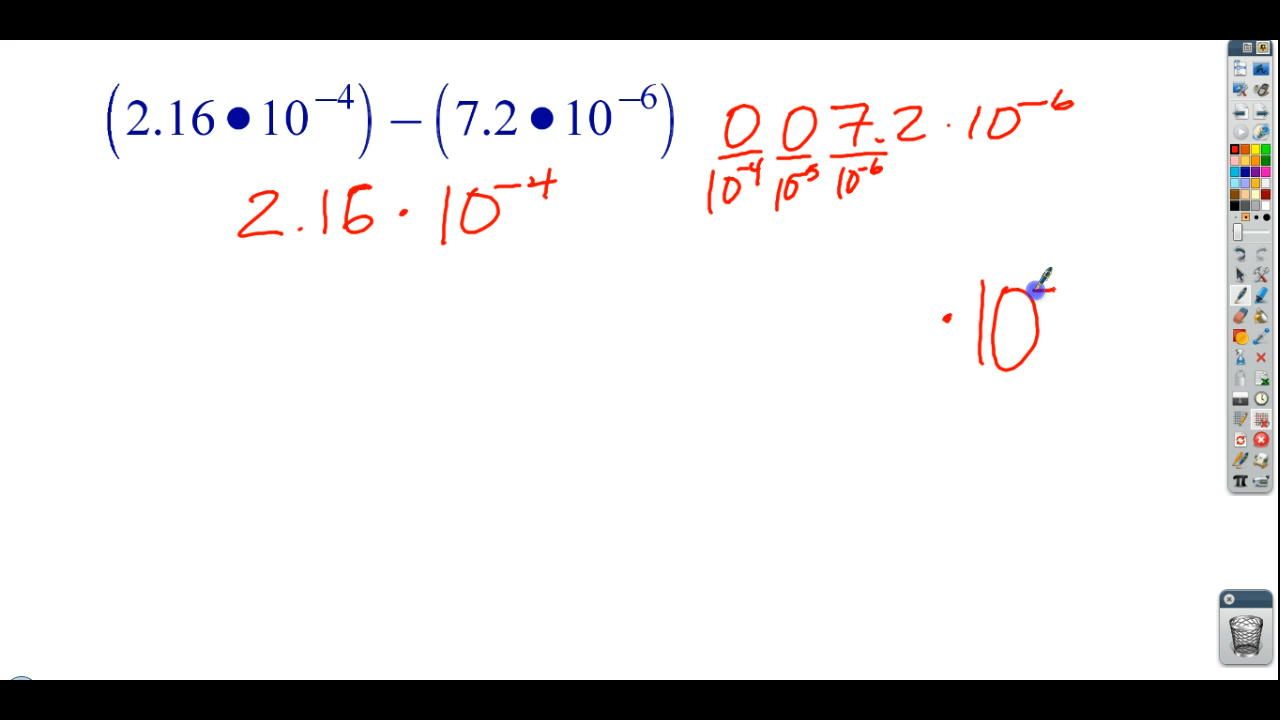 (2.16 • 10⁻⁴) − (7.2 • 10⁻⁶)
0 0 7.2 · 10⁻⁶
10⁻⁴ 10⁻⁵ 10⁻⁶
2.16 · 10⁻⁴
· 10⁻